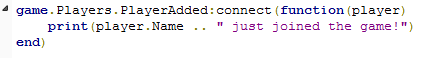 game.Players.PlayerAdded:connect(function(player)
    print(player.Name .. " just joined the game!")
end)